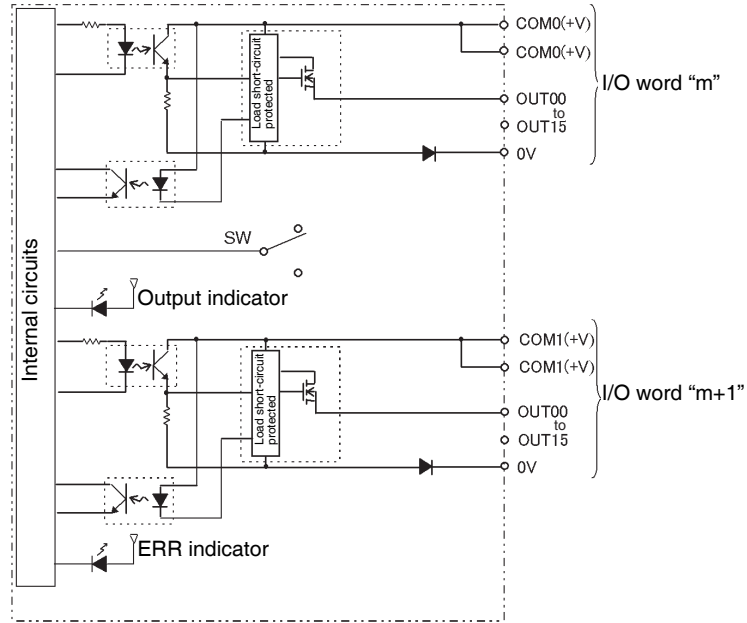 COM0(+V)
COM0(+V)
I/O word “m”
OUT00
to
OUT15
0V
Load short-circuit
protected
SW
Internal circuits
Output indicator
COM1(+V)
COM1(+V)
I/O word “m+1”
OUT00
to
OUT15
0V
Load short-circuit
protected
ERR indicator